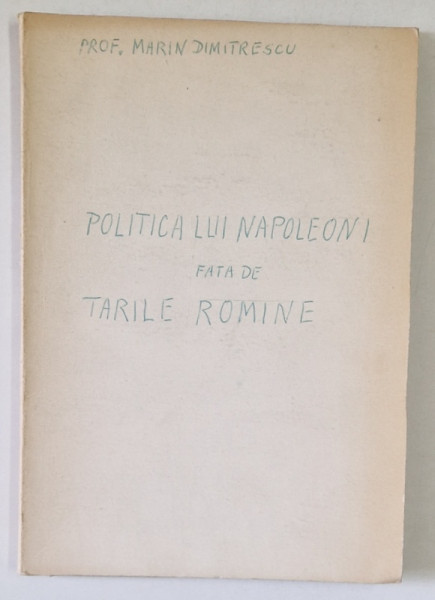 PROF. MARIN DIMITRESCU
POLITICA LUI NAPOLEON I
FATA DE
TARILE ROMINE